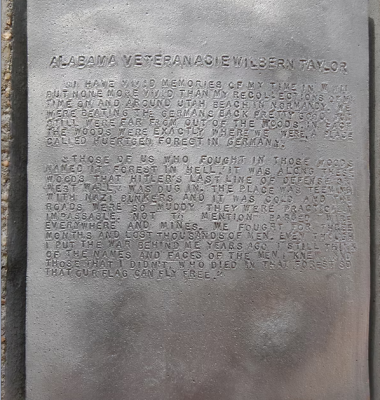 ALABAMA VETERAN ACIE WILBERN TAYLOR
"I HAVE VIVID MEMORIES OF MY TIME IN WWII,
BUT NONE MORE VIVID THAN MY RECOLLECTIONS OF
TIME ON AND AROUND UTAH BEACH IN NORMANDY. WE
WERE BEATING THE GERMANS BACK PRETTY GOOD, BUT
STILL WERE FAR FROM OUT OF THE WOODS. IN FACT,
THE WOODS WERE EXACTLY WHERE WE WERE, A PLACE
CALLED HUERTGEN FOREST IN GERMANY.
"THOSE OF US WHO FOUGHT IN THOSE WOODS
NAMED IT 'FOREST IN HELL.' IT WAS ALONG THESE
WOODS THAT HITLER'S LAST LINE OF DEFENSE, THE
WEST WALL, WAS DUG IN. THE PLACE WAS TEEMING
WITH NAZI BUNKERS AND IT WAS COLD AND THE
ROADS WERE SO MUDDY THEY WERE PRACTICALLY
IMPASSABLE, NOT TO MENTION BARBED WIRE
EVERYWHERE AND MINES. WE FOUGHT FOR THREE
MONTHS AND LOST THOUSANDS OF MEN. EVEN THOUGH
I PUT THE WAR BEHIND ME YEARS AGO, I STILL THINK
OF THE NAMES AND FACES OF THE MEN I KNEW AND
THOSE THAT I DIDN'T, WHO DIED IN THAT FOREST SO
THAT OUR FLAG CAN FLY FREE."